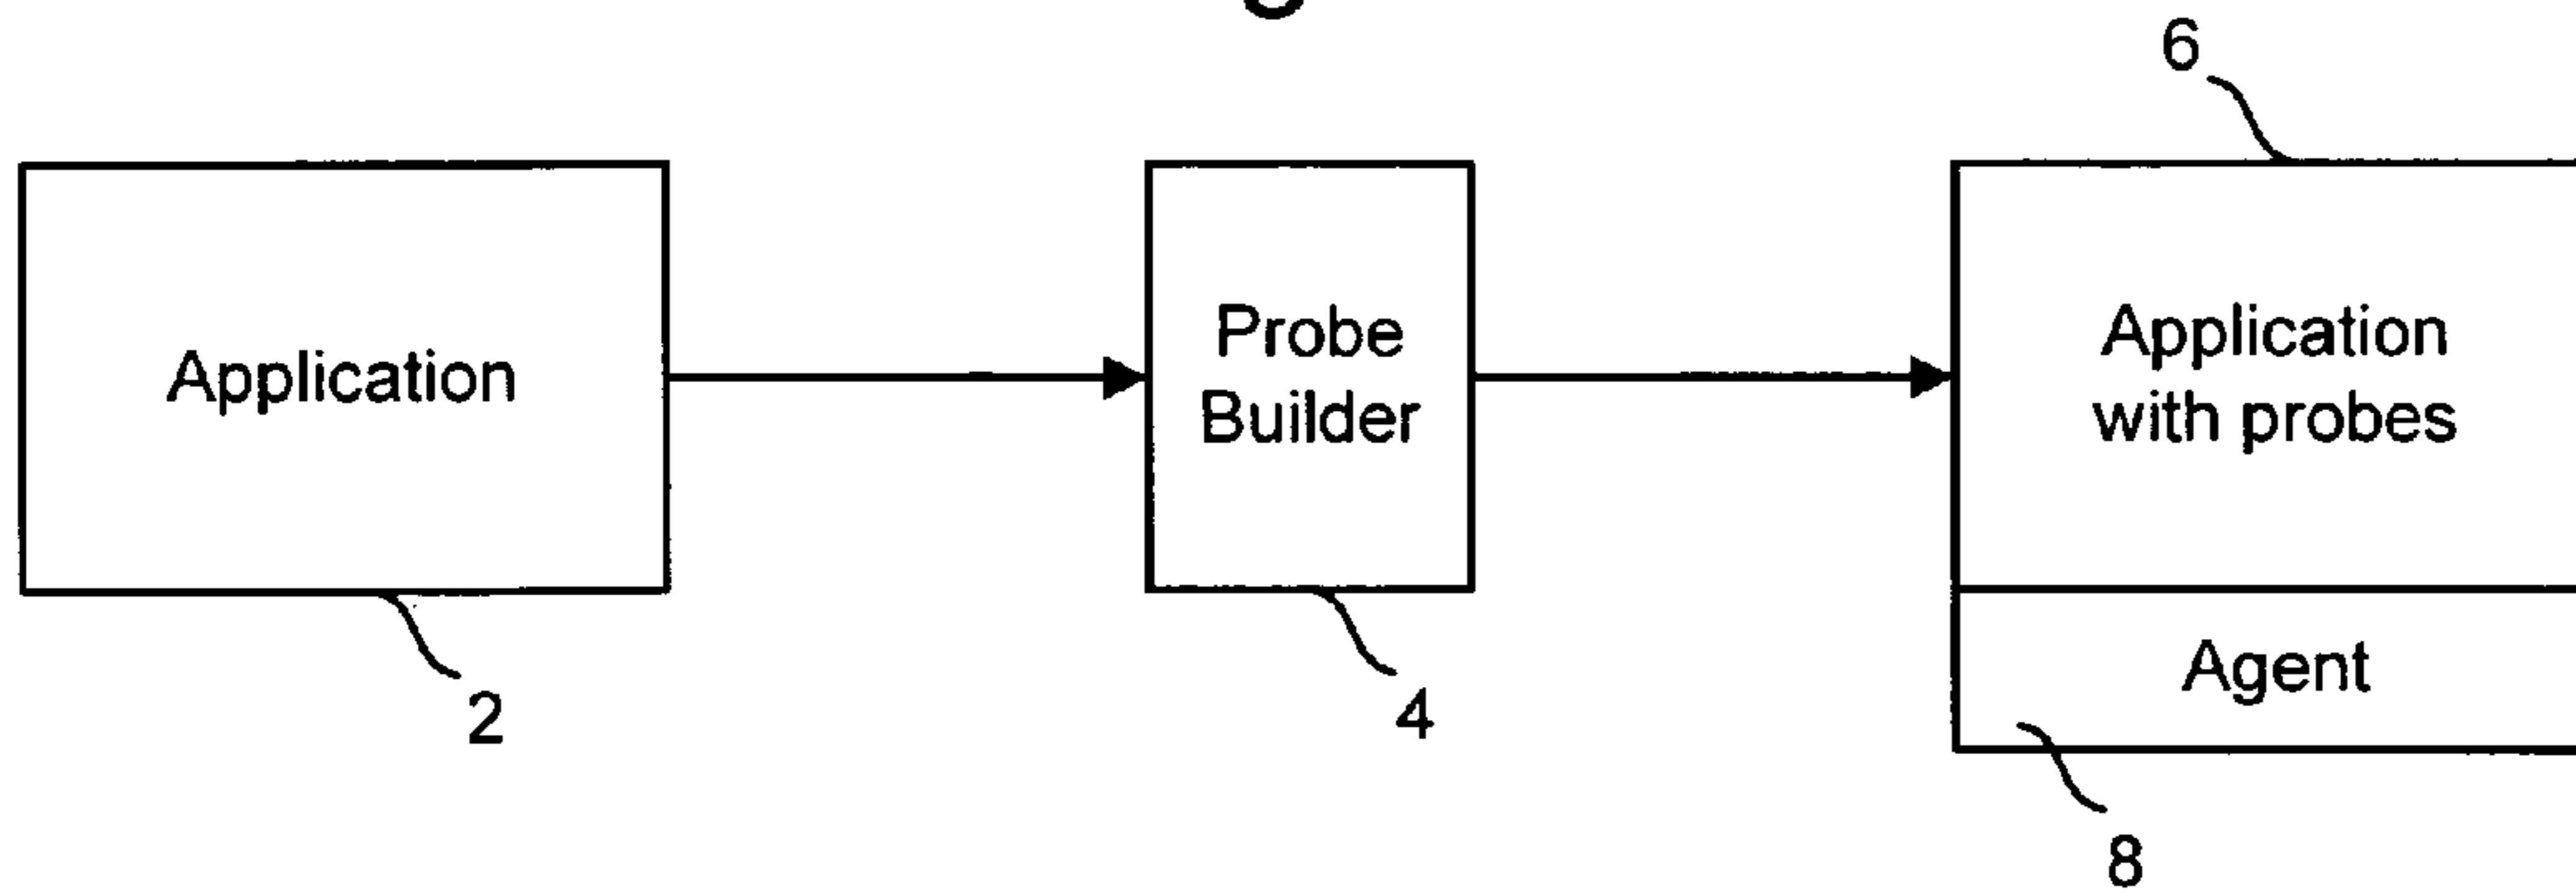 6
Application
Probe
Builder
Application
with probes
Agent
2
4
8